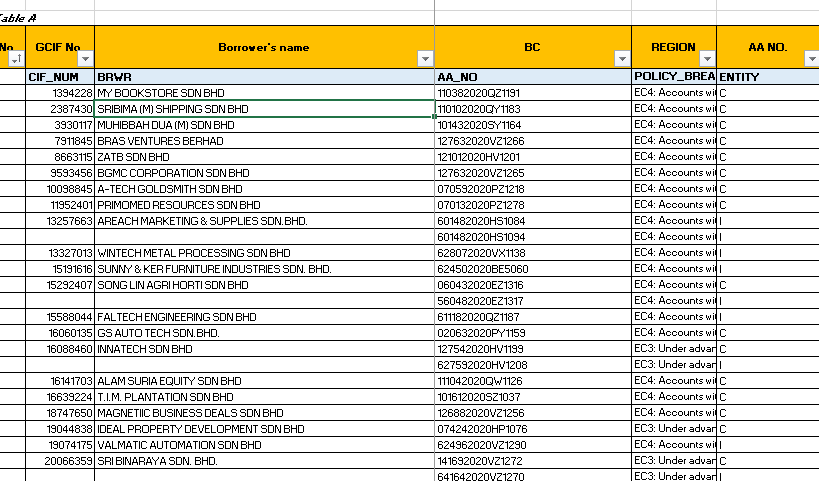 Table A
No. GCIF No. Borrower's name BC REGION AA NO.
CIF_NUM BRWR AA_NO POLICY_BREA ENTITY
1394228 MY BOOKSTORE SDN BHD 110382020QZ1191 EC4: Accounts wi C
2387430 SRIBIMA (M) SHIPPING SDN BHD 110102020QY1183 EC4: Accounts wi C
3930117 MUHIBBAH DUA (M) SDN BHD 101432020SY1164 EC4: Accounts wi C
7911845 BRAS VENTURES BERHAD 127632020VZ1266 EC4: Accounts wi C
8663115 ZATB SDN BHD 121012020HV1201 EC4: Accounts wi C
9593456 BGMC CORPORATION SDN BHD 127632020VZ1265 EC4: Accounts wi C
10098845 A-TECH GOLDSMITH SDN BHD 070592020PZ1218 EC4: Accounts wi C
11952401 PRIMOMED RESOURCES SDN BHD 070132020PZ1278 EC4: Accounts wi C
13257663 AREACH MARKETING & SUPPLIES SDN.BHD. 601482020HS1084 EC4: Accounts wi I
601482020HS1094 EC4: Accounts wi I
13327013 WINTECH METAL PROCESSING SDN BHD 628072020VX1138 EC4: Accounts wi I
15191616 SUNNY & KER FURNITURE INDUSTRIES SDN. BHD. 624502020BE5060 EC4: Accounts wi I
15292407 SONG LIN AGRI HORTI SDN BHD 060432020EZ1316 EC4: Accounts wi C
560482020EZ1317 EC4: Accounts wi I
15588044 FALTECH ENGINEERING SDN BHD 611182020QZ1187 EC4: Accounts wi I
16060135 GS AUTO TECH SDN.BHD. 020632020PY1159 EC4: Accounts wi C
16088460 INNATECH SDN BHD 127542020HV1199 EC3: Under advar C
627592020HV1208 EC3: Under advar I
16141703 ALAM SURIA EQUITY SDN BHD 111042020QW1126 EC4: Accounts wi C
16639224 T.I.M. PLANTATION SDN BHD 101612020SZ1037 EC4: Accounts wi C
18747650 MAGNETIIC BUSINESS DEALS SDN BHD 126882020VZ1256 EC4: Accounts wi C
19044838 IDEAL PROPERTY DEVELOPMENT SDN BHD 074242020HP1076 EC3: Under advar C
19074175 VALMATIC AUTOMATION SDN BHD 624962020VZ1290 EC4: Accounts wi I
20066359 SRI BINARAYA SDN. BHD. 141692020VZ1272 EC3: Under advar C
641642020VZ1270 EC3: Under advar I